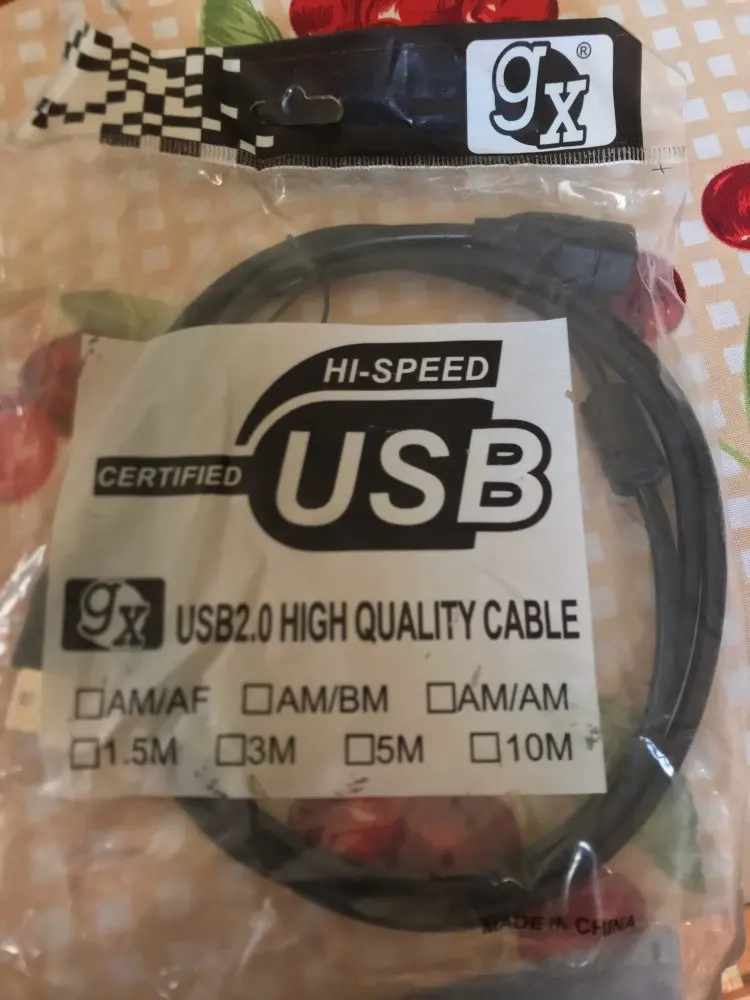 gx®
HI-SPEED
CERTIFIED USB
gx USB2.0 HIGH QUALITY CABLE
☐AM/AF ☐AM/BM ☐AM/AM
☐1.5M ☐3M ☐5M ☐10M
MADE IN CHINA